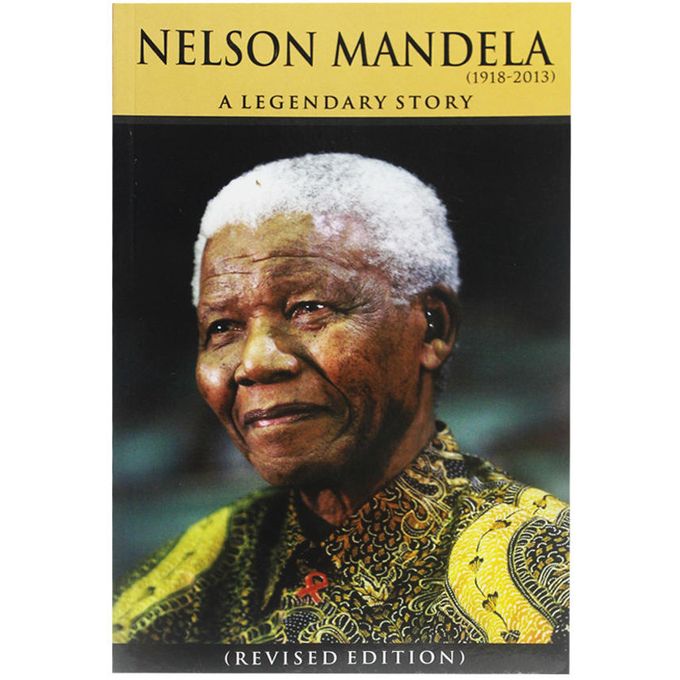 NELSON MANDELA
(1918-2013)
A LEGENDARY STORY
(REVISED EDITION)